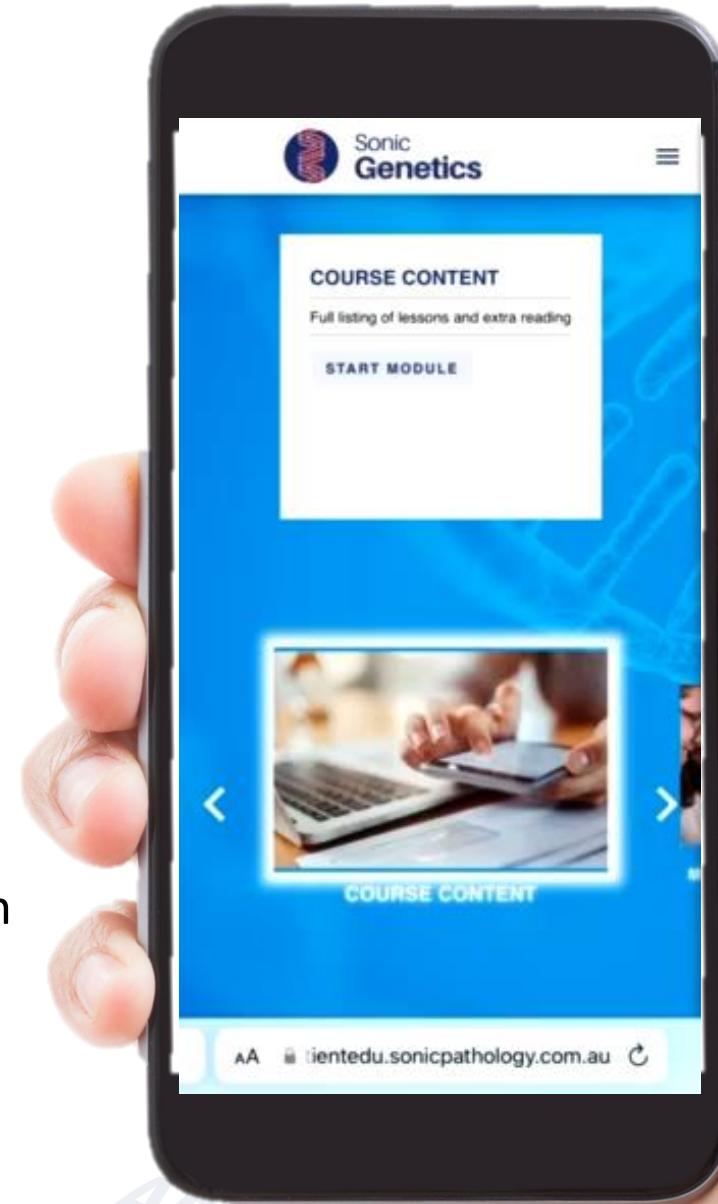 Sonic
Genetics
COURSE CONTENT
Full listing of lessons and extra reading
START MODULE
COURSE CONTENT
AA tientedu.sonicpathology.com.au